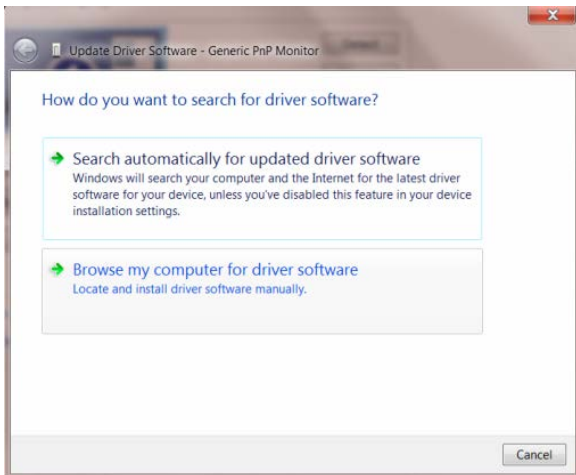 Update Driver Software - Generic PnP Monitor
How do you want to search for driver software?
Search automatically for updated driver software
Windows will search your computer and the Internet for the latest driver
software for your device, unless you've disabled this feature in your device
installation settings.
Browse my computer for driver software
Locate and install driver software manually.
Cancel